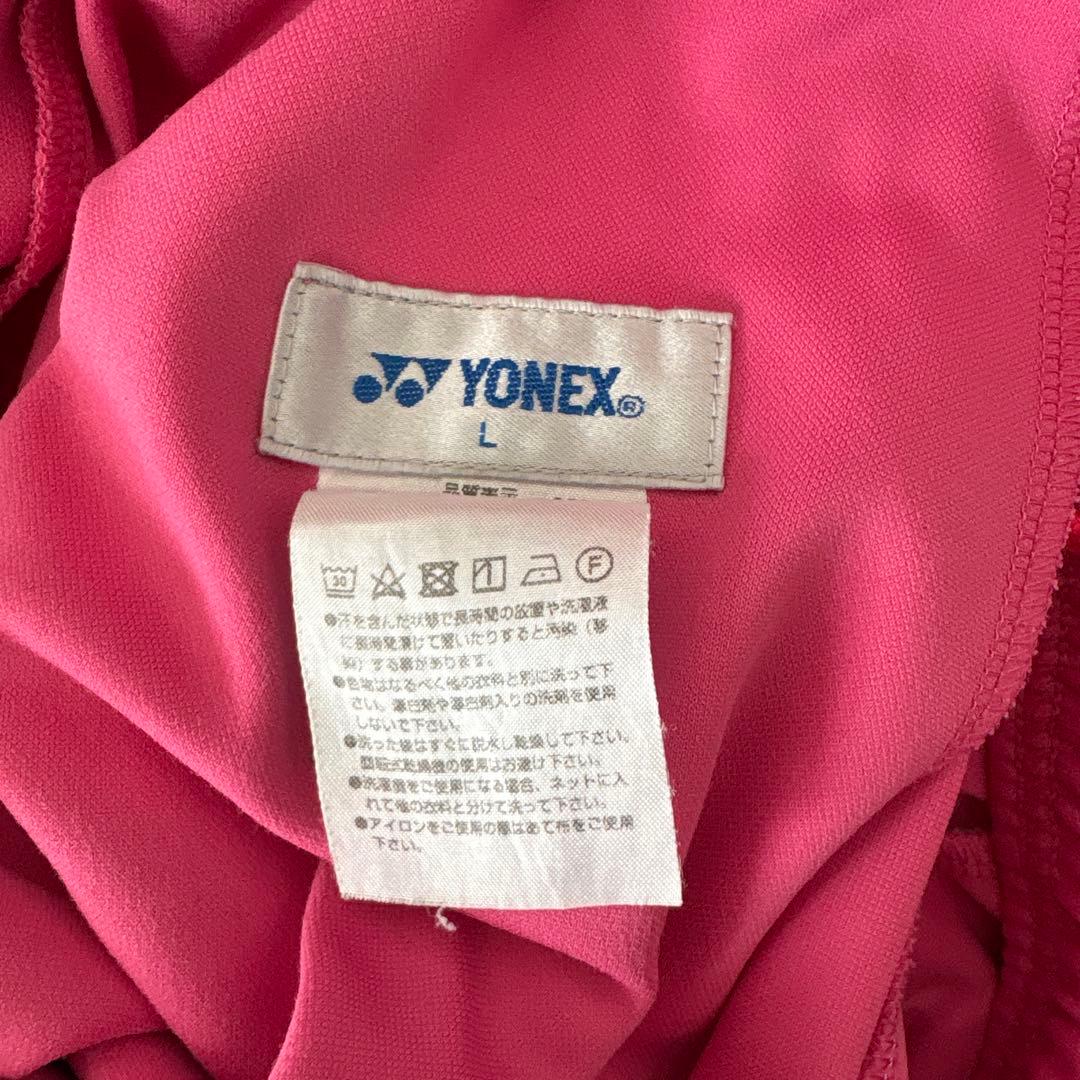 YONEX®
L
品質表示
30 F
●汗を含んだ状態で長時間の放置や洗濯液
に長時間漬けて置いたりすると汚染(移
染)する事があります。
●色物はなるべく他の衣料と別に洗って下
さい。漂白剤や漂白剤入りの洗剤を使用
しないで下さい。
●洗った後はすぐに脱水し乾燥して下さい。
回転式乾燥機の使用はお避け下さい。
●洗濯機をご使用になる場合、ネットに入
れて他の衣料と分けて洗って下さい。
●アイロンをご使用の際はあて布をご使用
下さい。